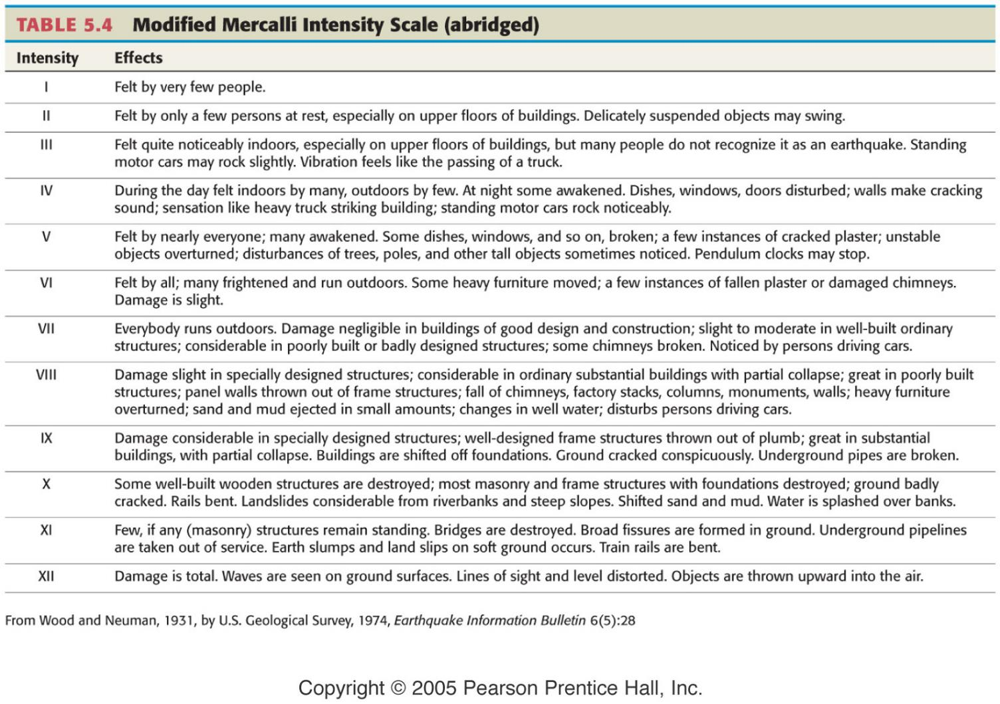 TABLE 5.4 Modified Mercalli Intensity Scale (abridged)
Intensity Effects
I Felt by very few people.
II Felt by only a few persons at rest, especially on upper floors of buildings. Delicately suspended objects may swing.
III Felt quite noticeably indoors, especially on upper floors of buildings, but many people do not recognize it as an earthquake. Standing
motor cars may rock slightly. Vibration feels like the passing of a truck.
IV During the day felt indoors by many, outdoors by few. At night some awakened. Dishes, windows, doors disturbed; walls make cracking
sound; sensation like heavy truck striking building; standing motor cars rock noticeably.
V Felt by nearly everyone; many awakened. Some dishes, windows, and so on, broken; a few instances of cracked plaster; unstable
objects overturned; disturbances of trees, poles, and other tall objects sometimes noticed. Pendulum clocks may stop.
VI Felt by all; many frightened and run outdoors. Some heavy furniture moved; a few instances of fallen plaster or damaged chimneys.
Damage is slight.
VII Everybody runs outdoors. Damage negligible in buildings of good design and construction; slight to moderate in well-built ordinary
structures; considerable in poorly built or badly designed structures; some chimneys broken. Noticed by persons driving cars.
VIII Damage slight in specially designed structures; considerable in ordinary substantial buildings with partial collapse; great in poorly built
structures; panel walls thrown out of frame structures; fall of chimneys, factory stacks, columns, monuments, walls; heavy furniture
overturned; sand and mud ejected in small amounts; changes in well water; disturbs persons driving cars.
IX Damage considerable in specially designed structures; well-designed frame structures thrown out of plumb; great in substantial
buildings, with partial collapse. Buildings are shifted off foundations. Ground cracked conspicuously. Underground pipes are broken.
X Some well-built wooden structures are destroyed; most masonry and frame structures with foundations destroyed; ground badly
cracked. Rails bent. Landslides considerable from riverbanks and steep slopes. Shifted sand and mud. Water is splashed over banks.
XI Few, if any (masonry) structures remain standing. Bridges are destroyed. Broad fissures are formed in ground. Underground pipelines
are taken out of service. Earth slumps and land slips on soft ground occurs. Train rails are bent.
XII Damage is total. Waves are seen on ground surfaces. Lines of sight and level distorted. Objects are thrown upward into the air.
From Wood and Neuman, 1931, by U.S. Geological Survey, 1974, Earthquake Information Bulletin 6(5):28
Copyright © 2005 Pearson Prentice Hall, Inc.